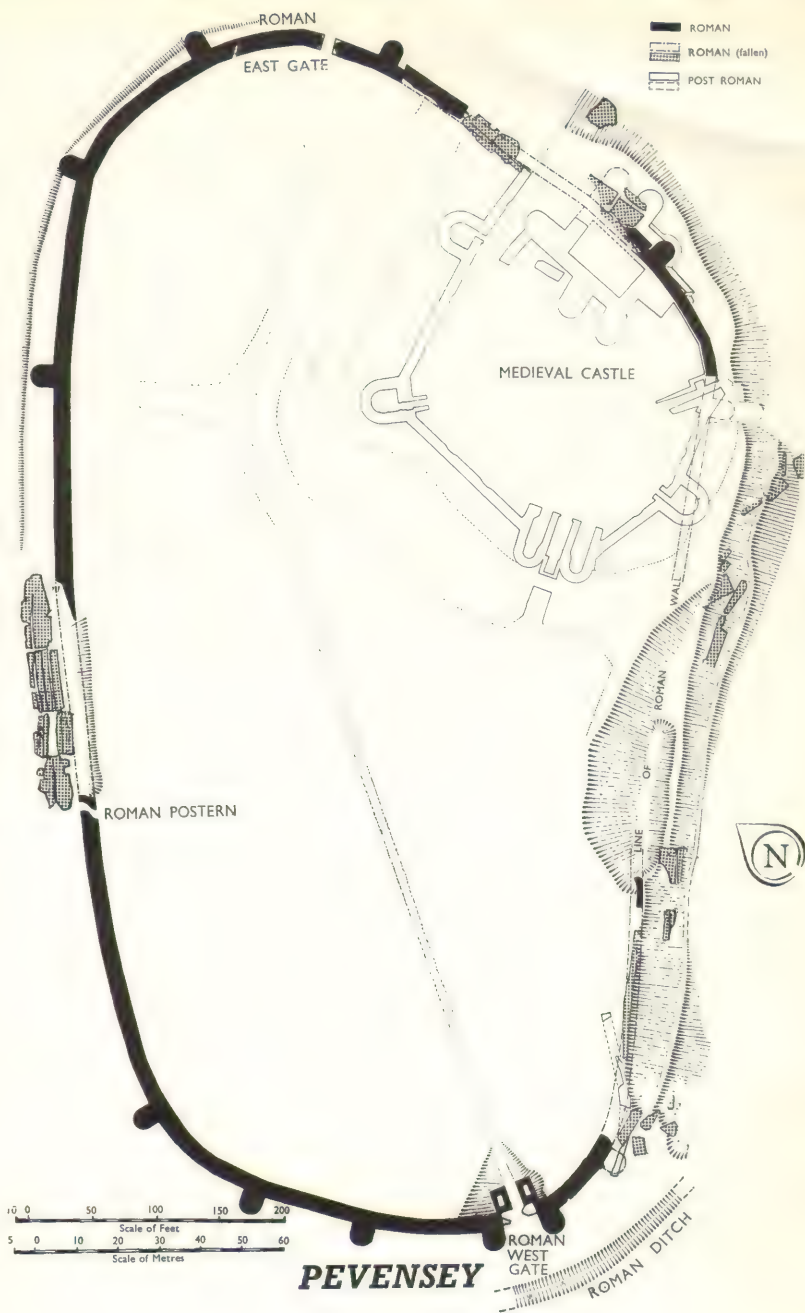 ROMAN
EAST GATE
ROMAN
ROMAN (fallen)
POST ROMAN
MEDIEVAL CASTLE
LINE OF ROMAN WALL
ROMAN POSTERN
N
10 0 50 100 150 200
Scale of Feet
5 0 10 20 30 40 50 60
Scale of Metres
ROMAN
WEST
GATE
ROMAN DITCH
PEVENSEY